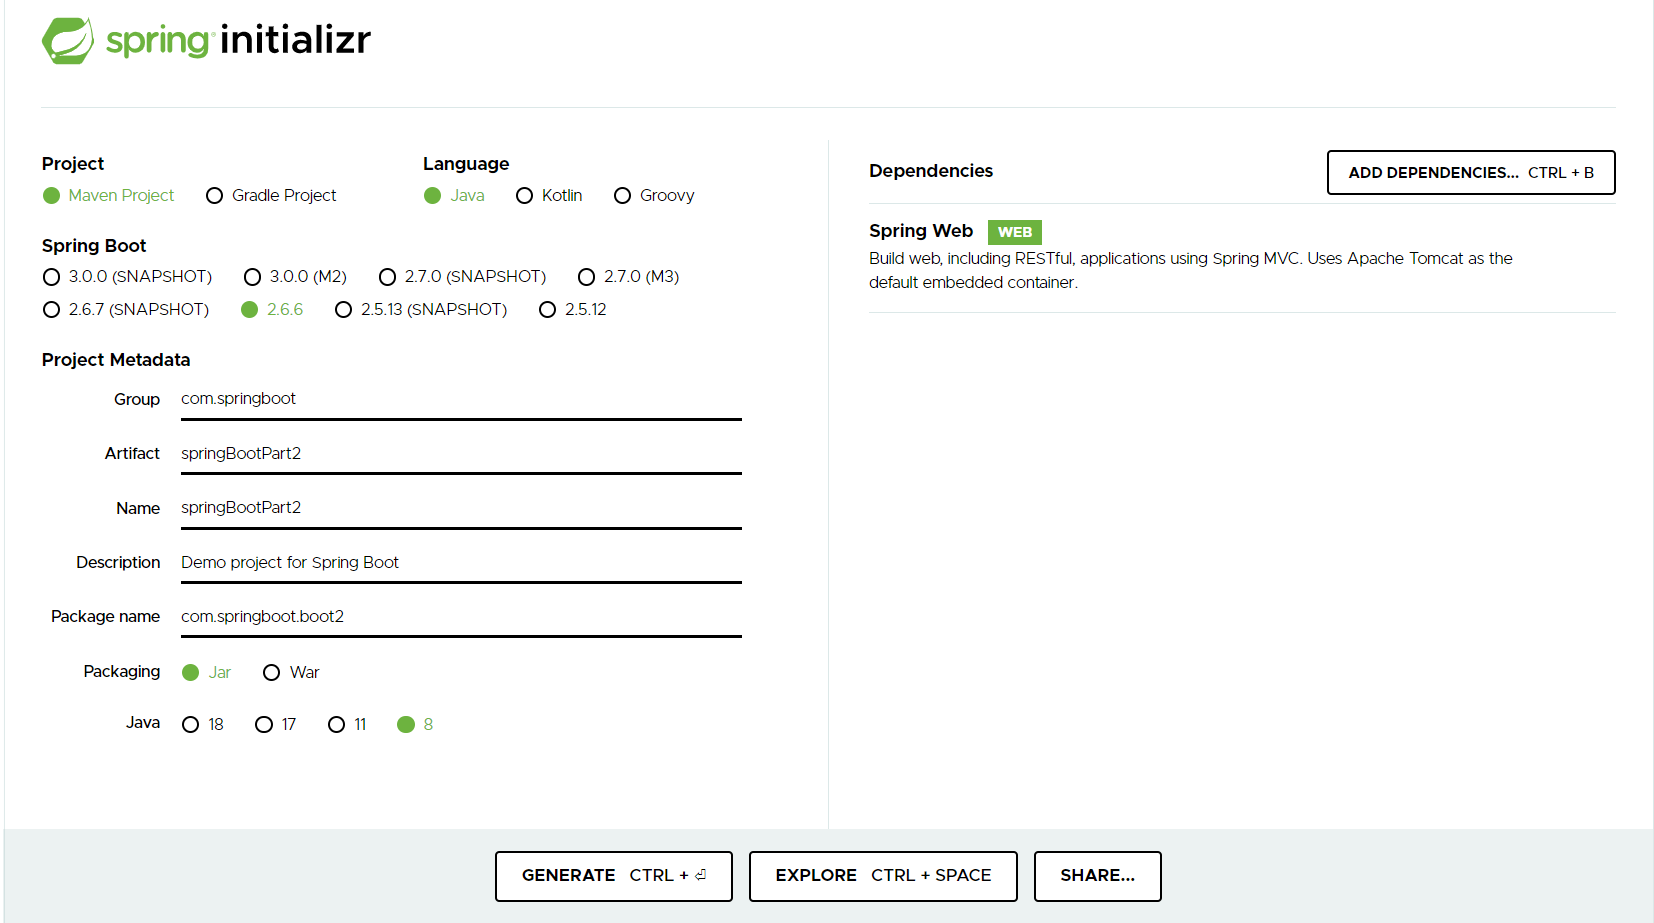 spring initializr
Project
Maven Project Gradle Project
Language
Java Kotlin Groovy
Spring Boot
3.0.0 (SNAPSHOT) 3.0.0 (M2) 2.7.0 (SNAPSHOT) 2.7.0 (M3)
2.6.7 (SNAPSHOT) 2.6.6 2.5.13 (SNAPSHOT) 2.5.12
Project Metadata
Group com.springboot
Artifact springBootPart2
Name springBootPart2
Description Demo project for Spring Boot
Package name com.springboot.boot2
Packaging Jar War
Java 18 17 11 8
Dependencies
ADD DEPENDENCIES... CTRL + B
Spring Web WEB
Build web, including RESTful, applications using Spring MVC. Uses Apache Tomcat as the
default embedded container.
GENERATE CTRL + ⏎
EXPLORE CTRL + SPACE
SHARE...